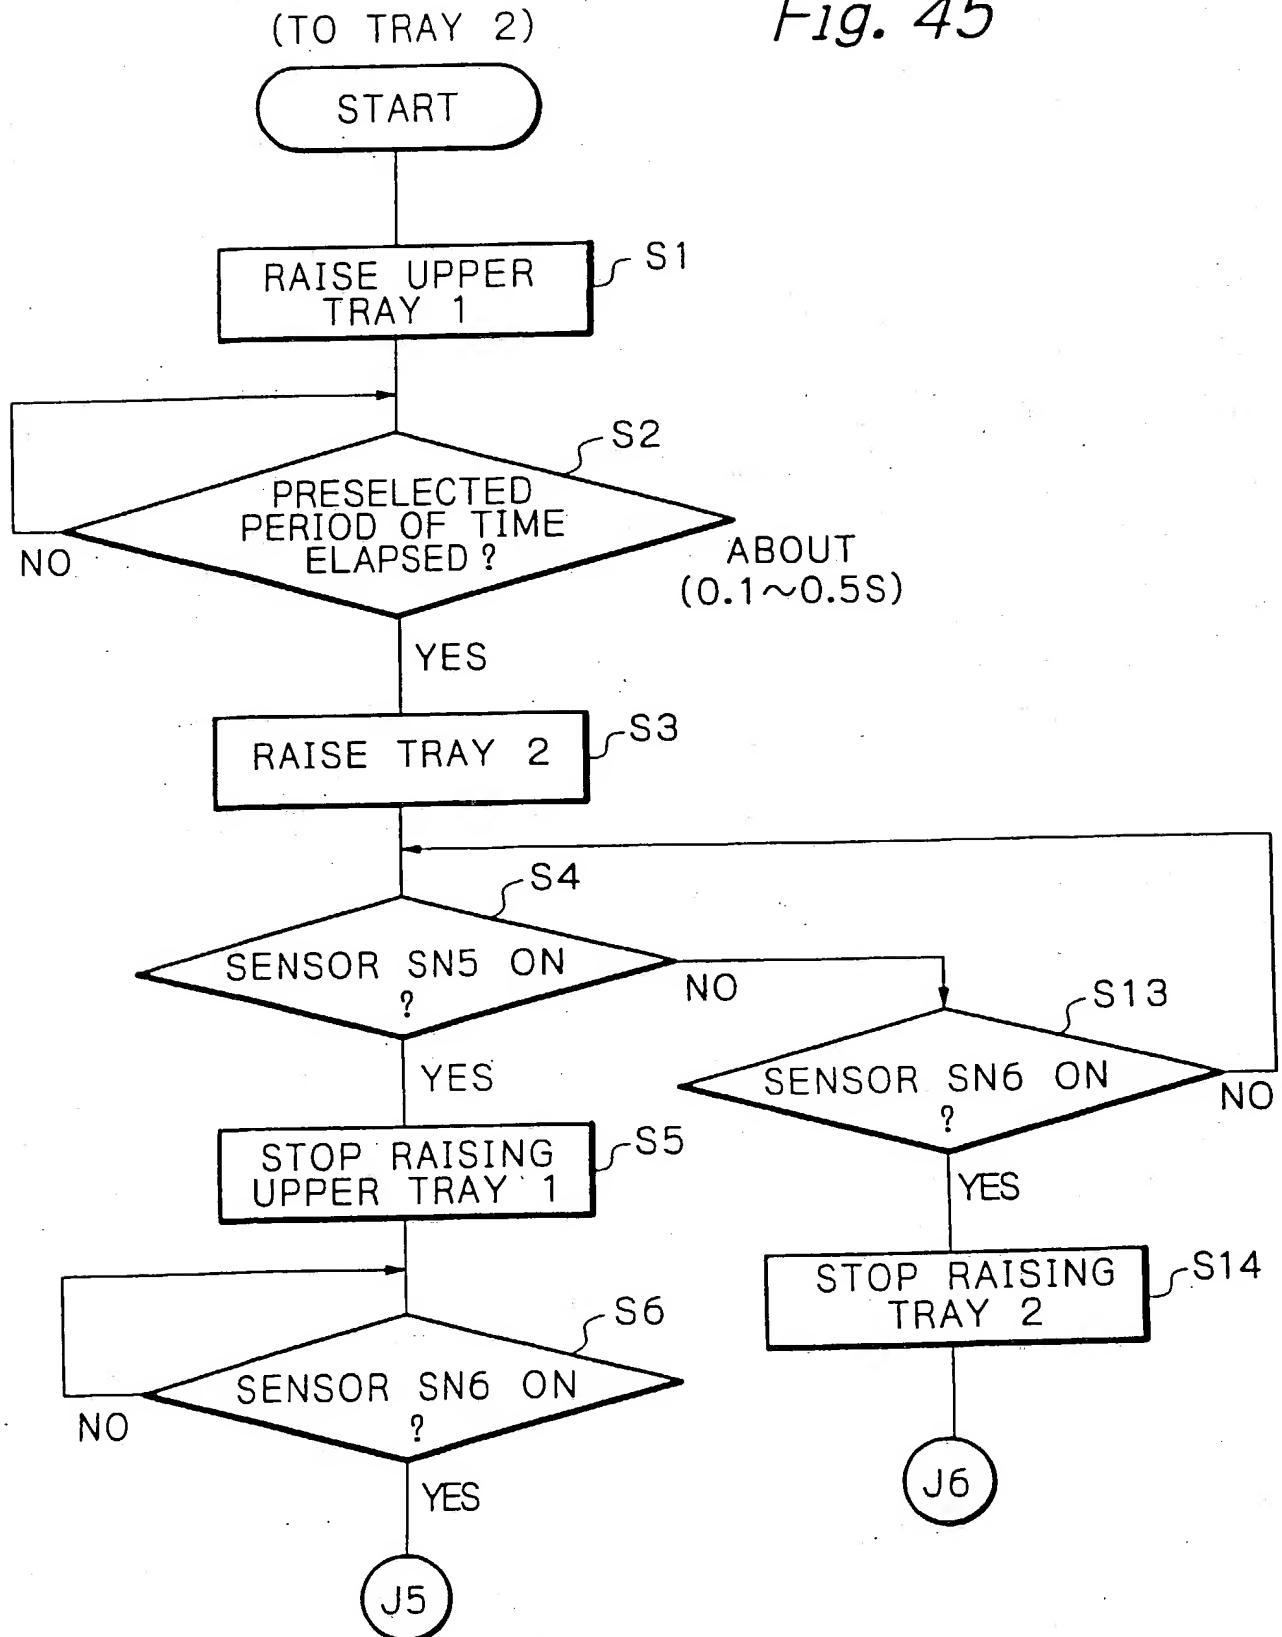 (TO TRAY 2)
Fig. 45
START
RAISE UPPER
TRAY 1
S1
S2
PRESELECTED
PERIOD OF TIME
ELAPSED ?
NO
ABOUT
(0.1~0.5S)
YES
RAISE TRAY 2
S3
S4
SENSOR SN5 ON
?
NO
S13
SENSOR SN6 ON
?
NO
YES
STOP RAISING
UPPER TRAY 1
S5
YES
STOP RAISING
TRAY 2
S14
S6
SENSOR SN6 ON
?
NO
YES
J6
J5